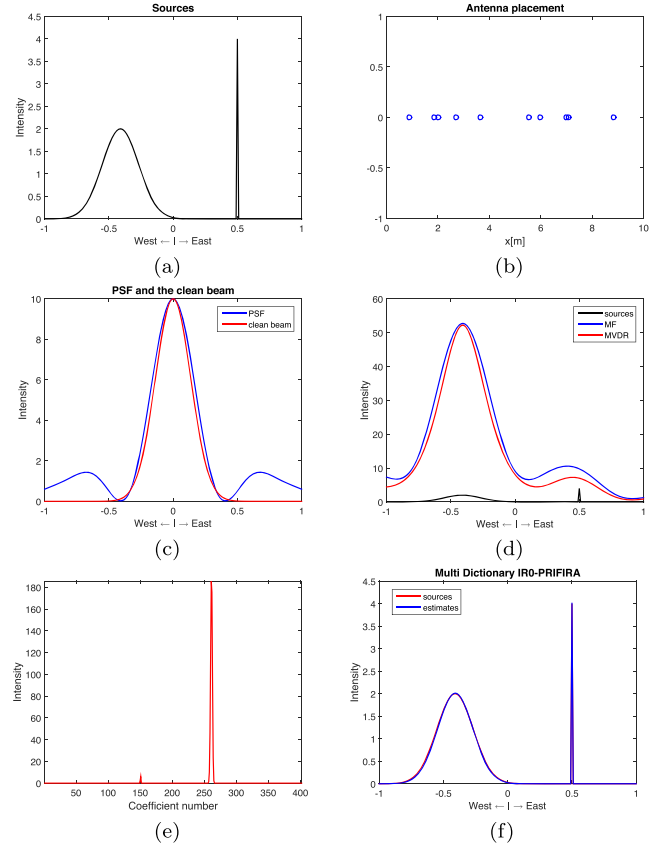 Sources
4.5
4
3.5
3
2.5
2
1.5
1
0.5
0
Intensity
-1 -0.5 0 0.5 1
West ← l → East
(a)
Antenna placement
1
0.5
0
-0.5
-1
0 2 4 6 8 10
x[m]
(b)
PSF and the clean beam
10
8
6
4
2
0
Intensity
PSF
clean beam
-1 -0.5 0 0.5 1
West ← l → East
(c)
60
50
40
30
20
10
0
Intensity
sources
MF
MVDR
-1 -0.5 0 0.5 1
West ← l → East
(d)
180
160
140
120
100
80
60
40
20
0
Intensity
50 100 150 200 250 300 350 400
Coefficient number
(e)
Multi Dictionary IR0-PRIFIRA
4.5
4
3.5
3
2.5
2
1.5
1
0.5
0
Intensity
sources
estimates
-1 -0.5 0 0.5 1
West ← l → East
(f)